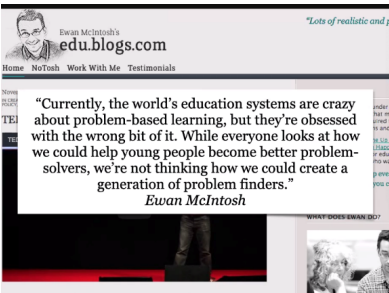 "Lots of realistic and p
Ewan McIntosh's
edu.blogs.com
Home NoTosh Work With Me Testimonials
"Currently, the world's education systems are crazy
about problem-based learning, but they're obsessed
with the wrong bit of it. While everyone looks at how
we could help young people become better problem-
solvers, we're not thinking how we could create a
generation of problem finders."
Ewan McIntosh
WHAT DOES EWAN DO?